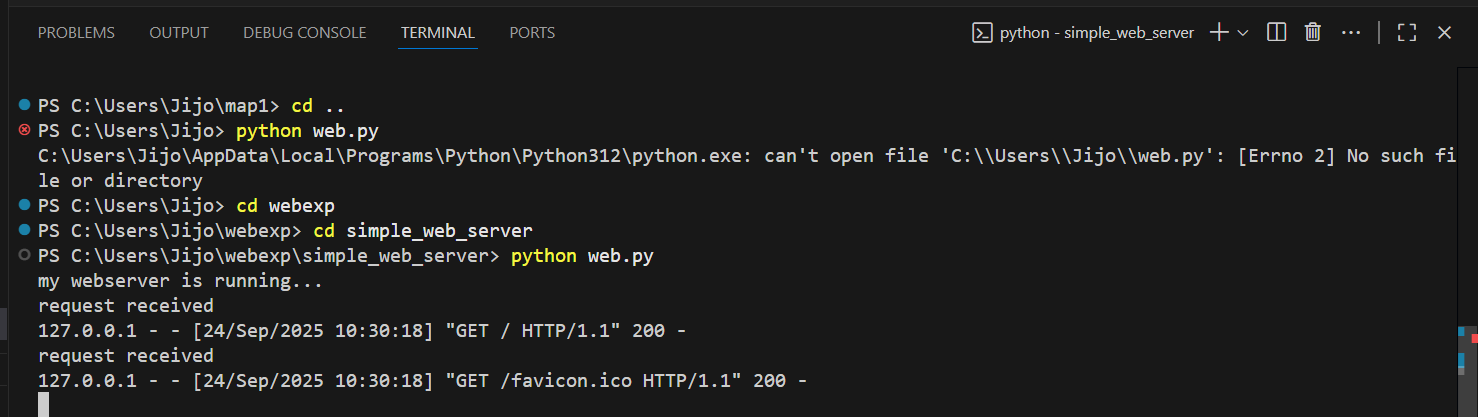 PROBLEMS OUTPUT DEBUG CONSOLE TERMINAL PORTS python - simple_web_server
PS C:\Users\Jijo\map1> cd ..
PS C:\Users\Jijo> python web.py
C:\Users\Jijo\AppData\Local\Programs\Python\Python312\python.exe: can't open file 'C:\\Users\\Jijo\\web.py': [Errno 2] No such fi
le or directory
PS C:\Users\Jijo> cd webexp
PS C:\Users\Jijo\webexp> cd simple_web_server
PS C:\Users\Jijo\webexp\simple_web_server> python web.py
my webserver is running...
request received
127.0.0.1 - - [24/Sep/2025 10:30:18] "GET / HTTP/1.1" 200 -
request received
127.0.0.1 - - [24/Sep/2025 10:30:18] "GET /favicon.ico HTTP/1.1" 200 -